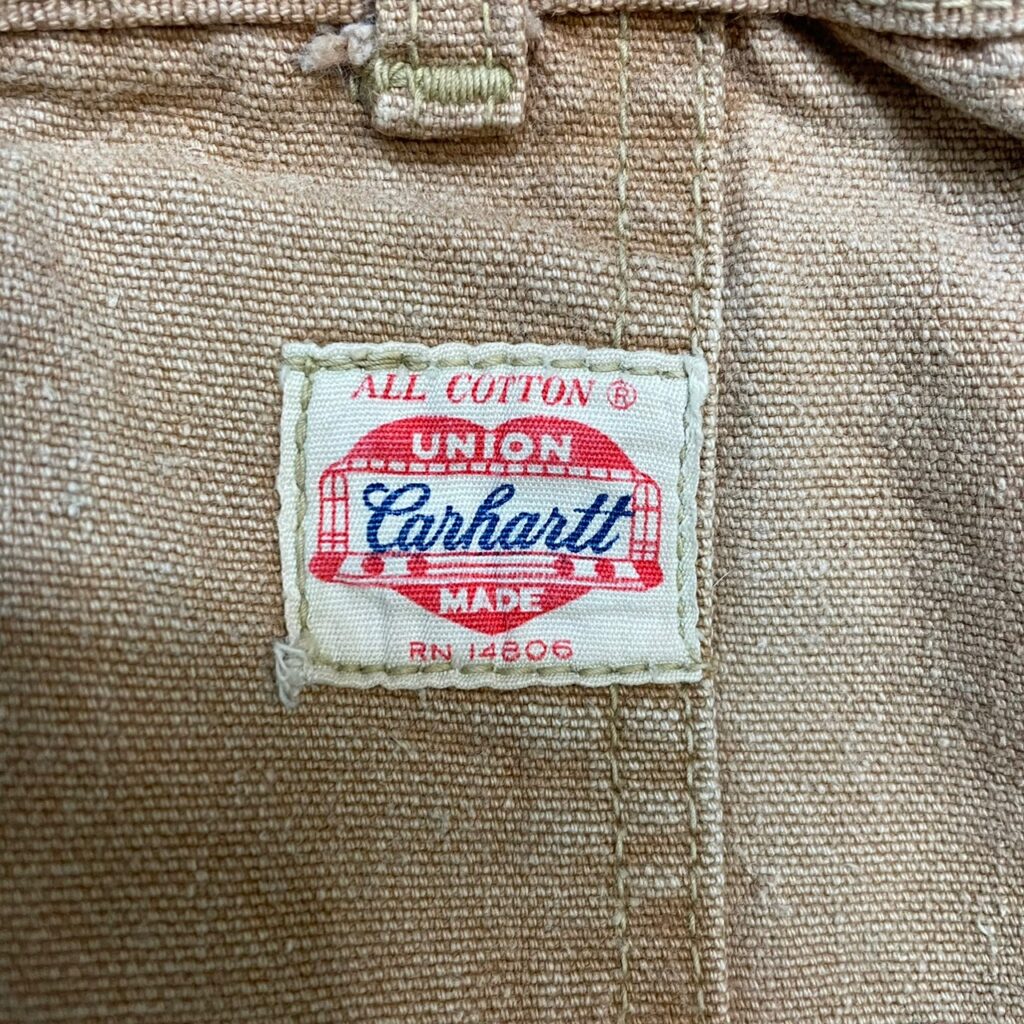 ALL COTTON ®
UNION
Carhartt
MADE
RN 14806